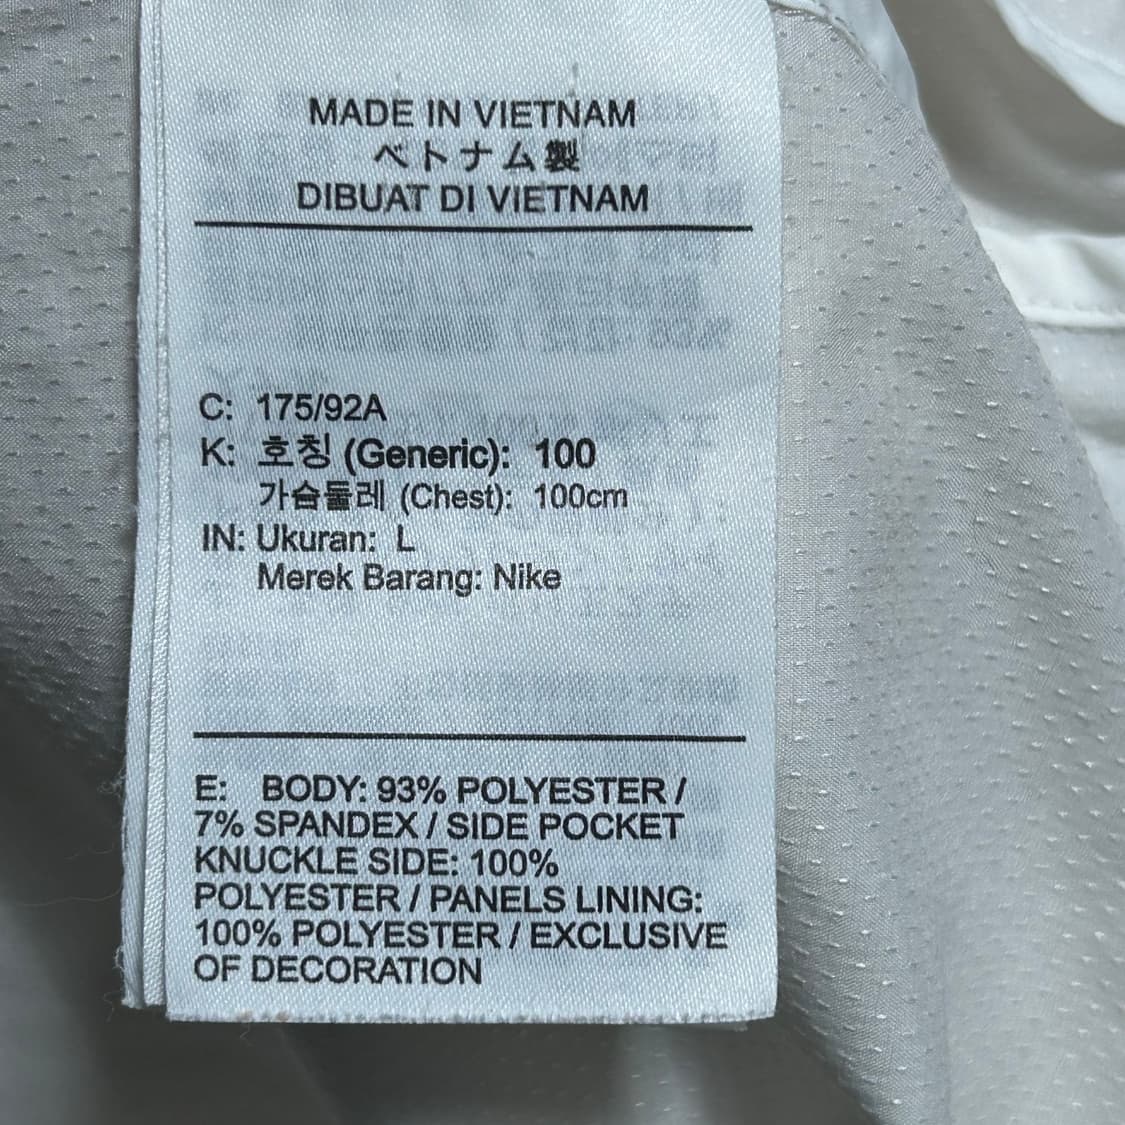 MADE IN VIETNAM
ベトナム製
DIBUAT DI VIETNAM
C: 175/92A
K: 호칭 (Generic): 100
가슴둘레 (Chest): 100cm
IN: Ukuran: L
Merek Barang: Nike
E: BODY: 93% POLYESTER /
7% SPANDEX / SIDE POCKET
KNUCKLE SIDE: 100%
POLYESTER / PANELS LINING:
100% POLYESTER / EXCLUSIVE
OF DECORATION